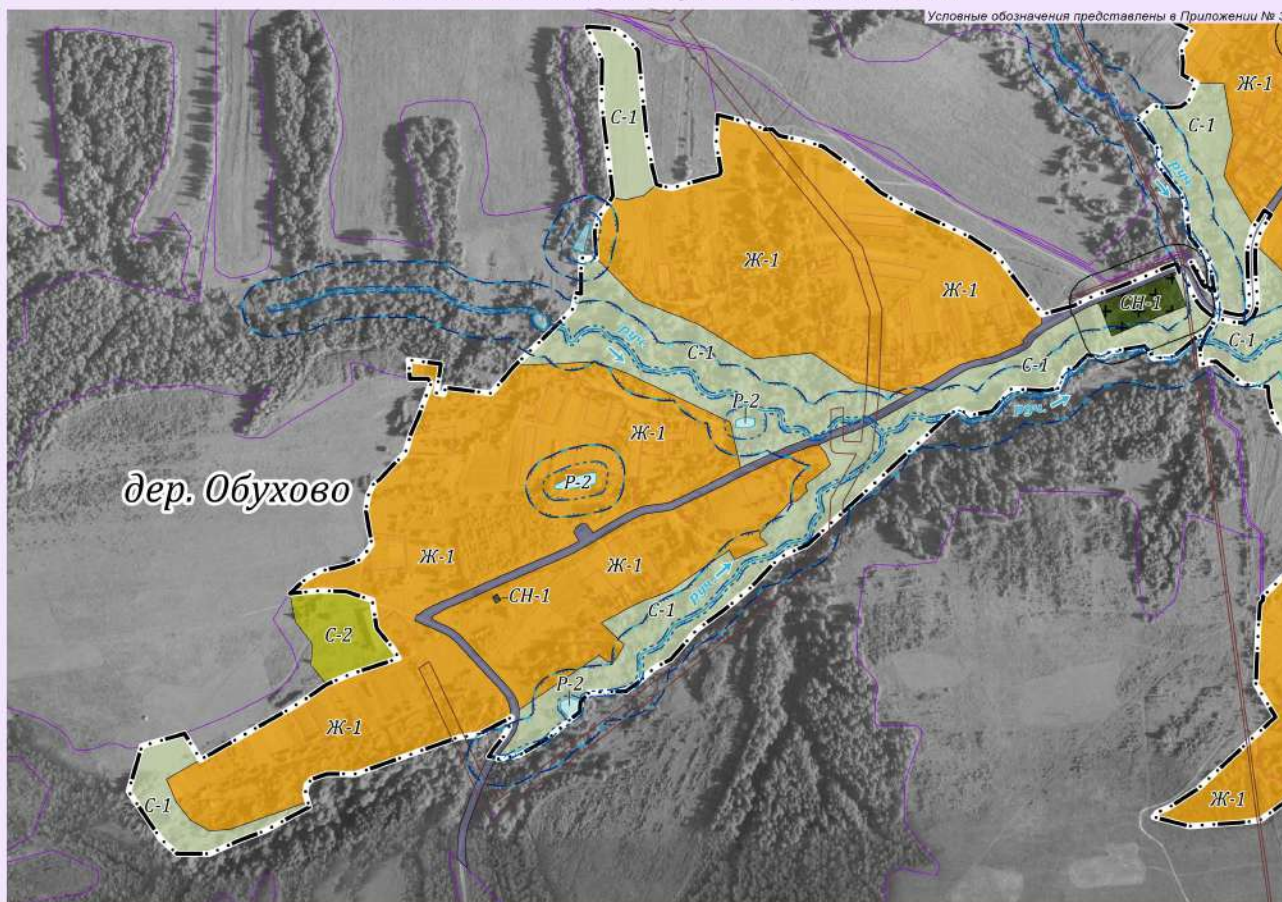 Условные обозначения представлены в Приложении №
Ж-1
С-1
С-1
руч.
Ж-1
Ж-1
СН-1
руч.
С-1
С-1
С-1
руч.
Р-2
Ж-1
дер. Обухово
Р-2
Ж-1
Ж-1
СН-1
руч.
С-1
С-2
Р-2
Ж-1
С-1
Ж-1